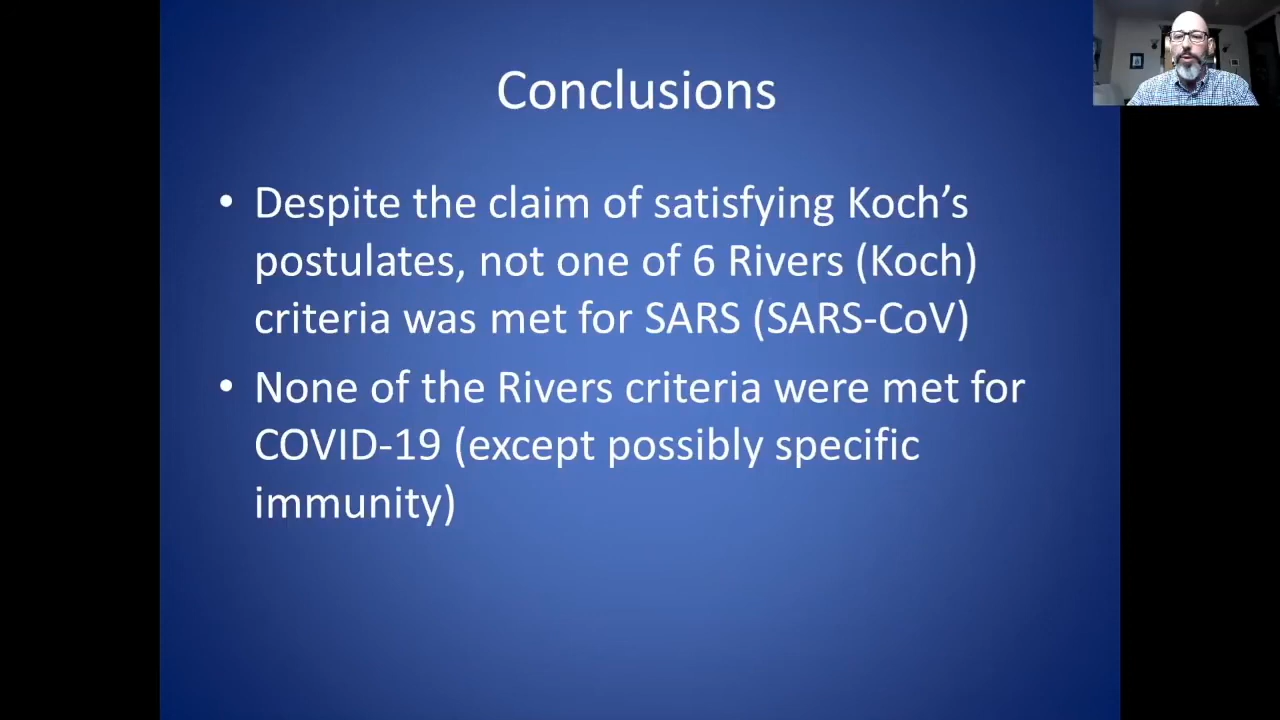 Conclusions
• Despite the claim of satisfying Koch’s
postulates, not one of 6 Rivers (Koch)
criteria was met for SARS (SARS-CoV)
• None of the Rivers criteria were met for
COVID-19 (except possibly specific
immunity)